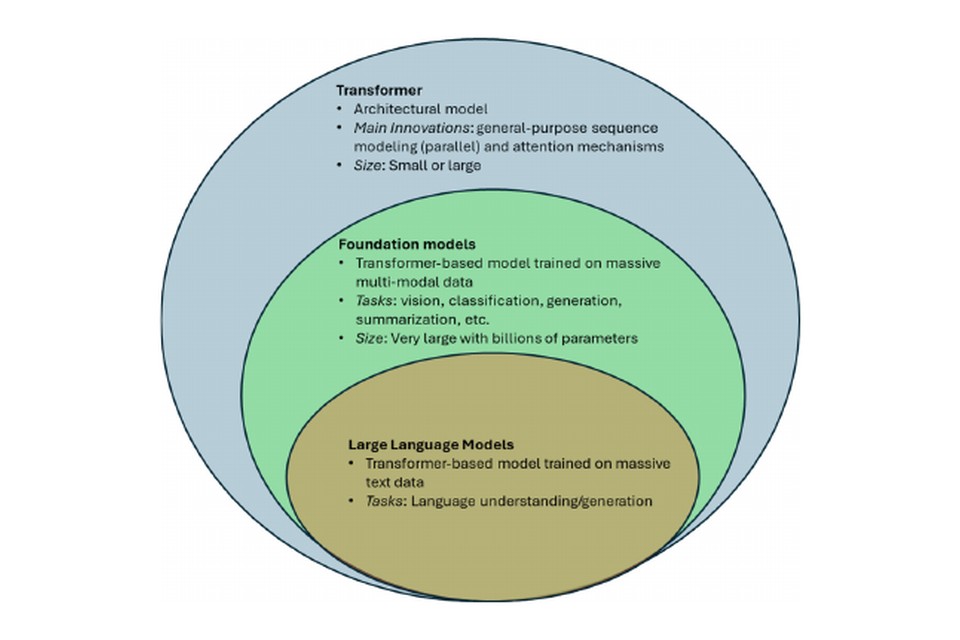 Transformer
• Architectural model
• Main Innovations: general-purpose sequence
modeling (parallel) and attention mechanisms
• Size: Small or large
Foundation models
• Transformer-based model trained on massive
multi-modal data
• Tasks: vision, classification, generation,
summarization, etc.
• Size: Very large with billions of parameters
Large Language Models
• Transformer-based model trained on massive
text data
• Tasks: Language understanding/generation